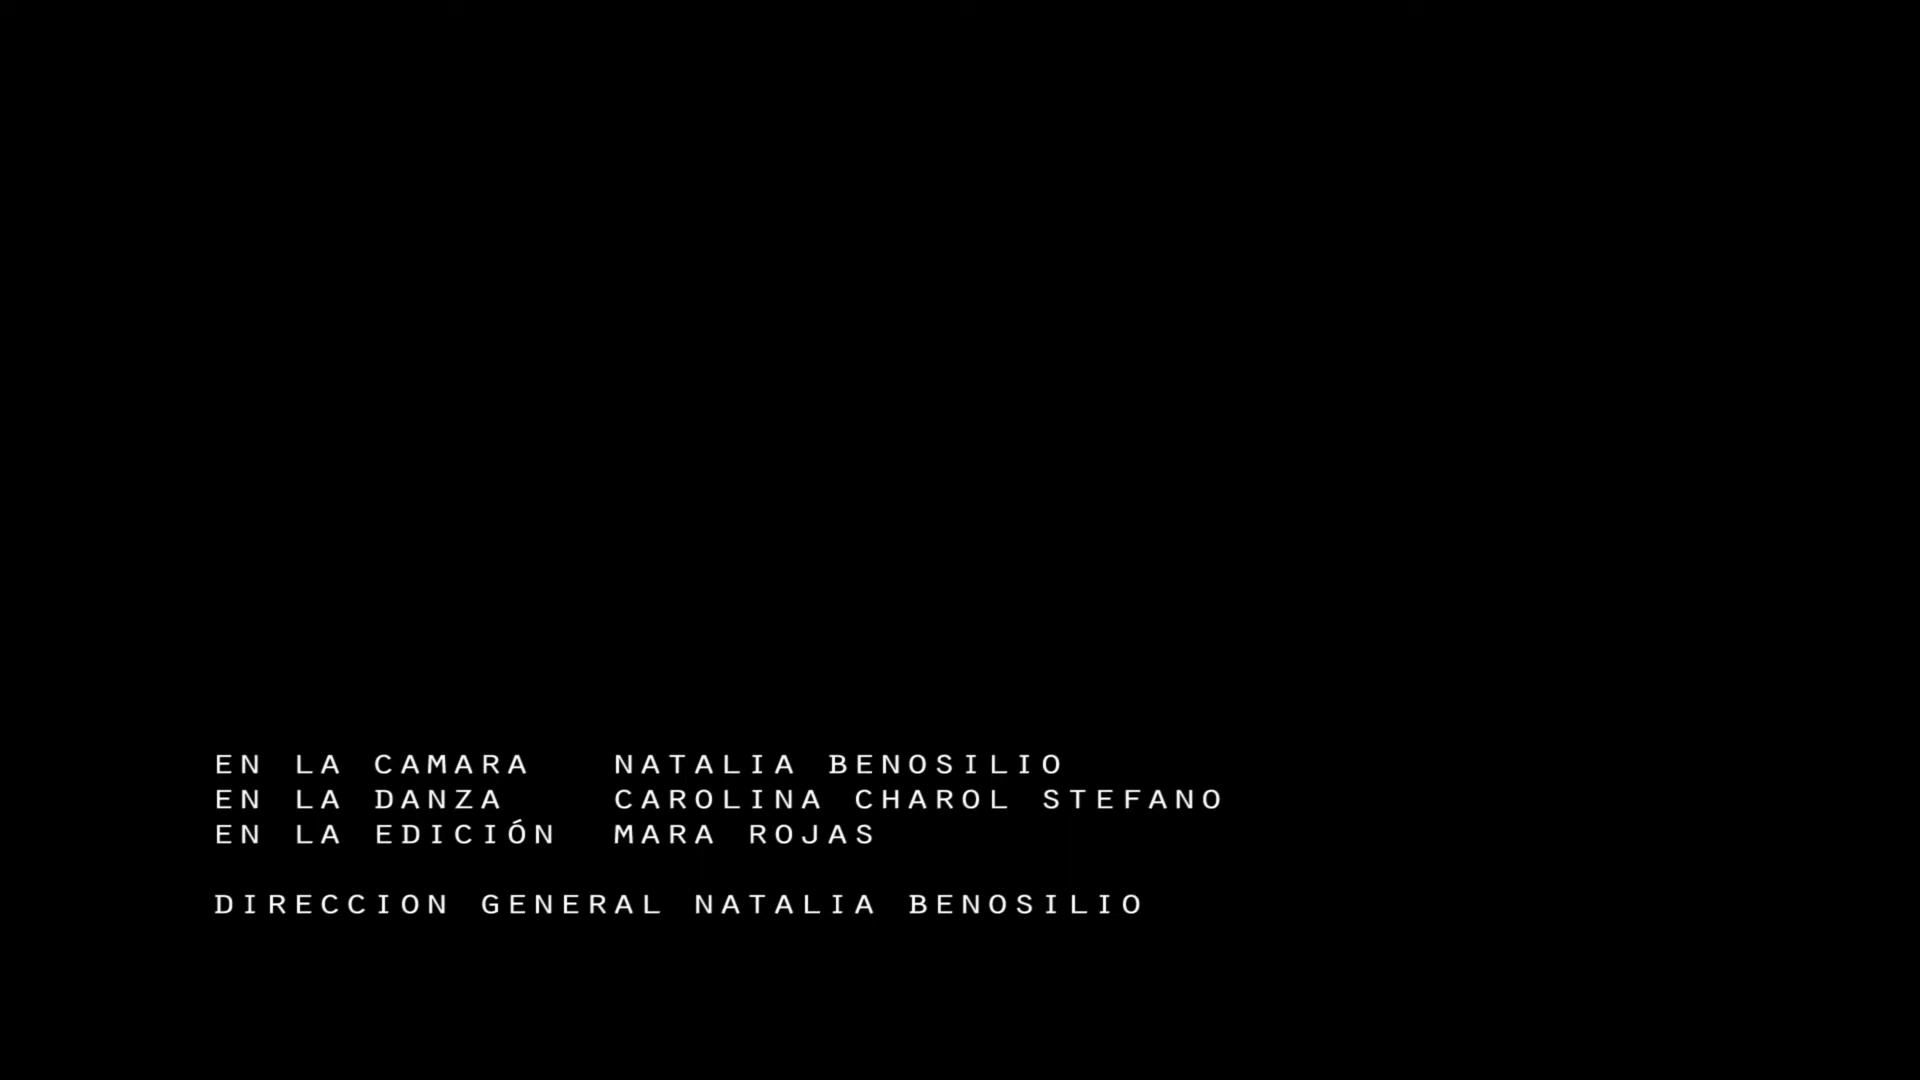 EN LA CAMARA NATALIA BENOSILIO
EN LA DANZA CAROLINA CHAROL STEFANO
EN LA EDICIÓN MARA ROJAS
DIRECCION GENERAL NATALIA BENOSILIO